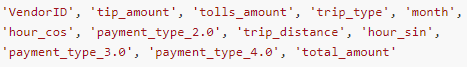 'VendorID', 'tip_amount', 'tolls_amount', 'trip_type', 'month',
'hour_cos', 'payment_type_2.0', 'trip_distance', 'hour_sin',
'payment_type_3.0', 'payment_type_4.0', 'total_amount'